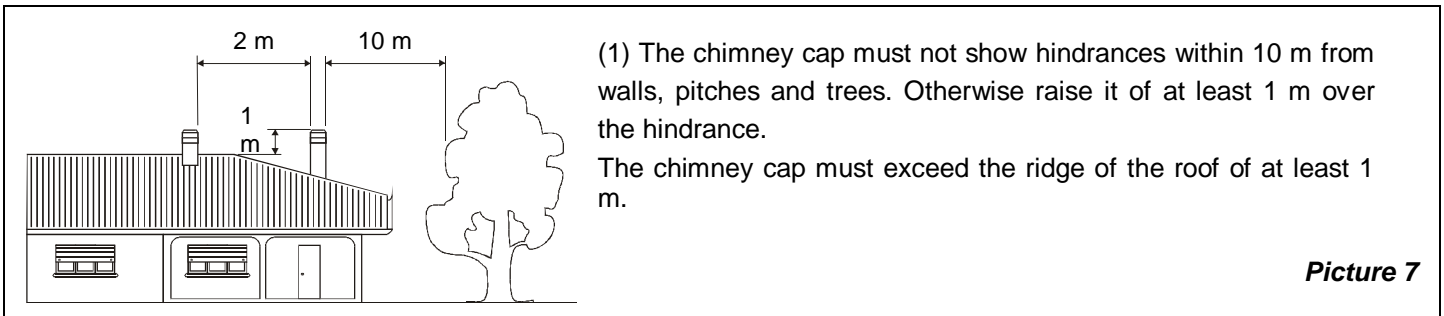 2 m
10 m
1
m
(1) The chimney cap must not show hindrances within 10 m from
walls, pitches and trees. Otherwise raise it of at least 1 m over
the hindrance.
The chimney cap must exceed the ridge of the roof of at least 1
m.
Picture 7